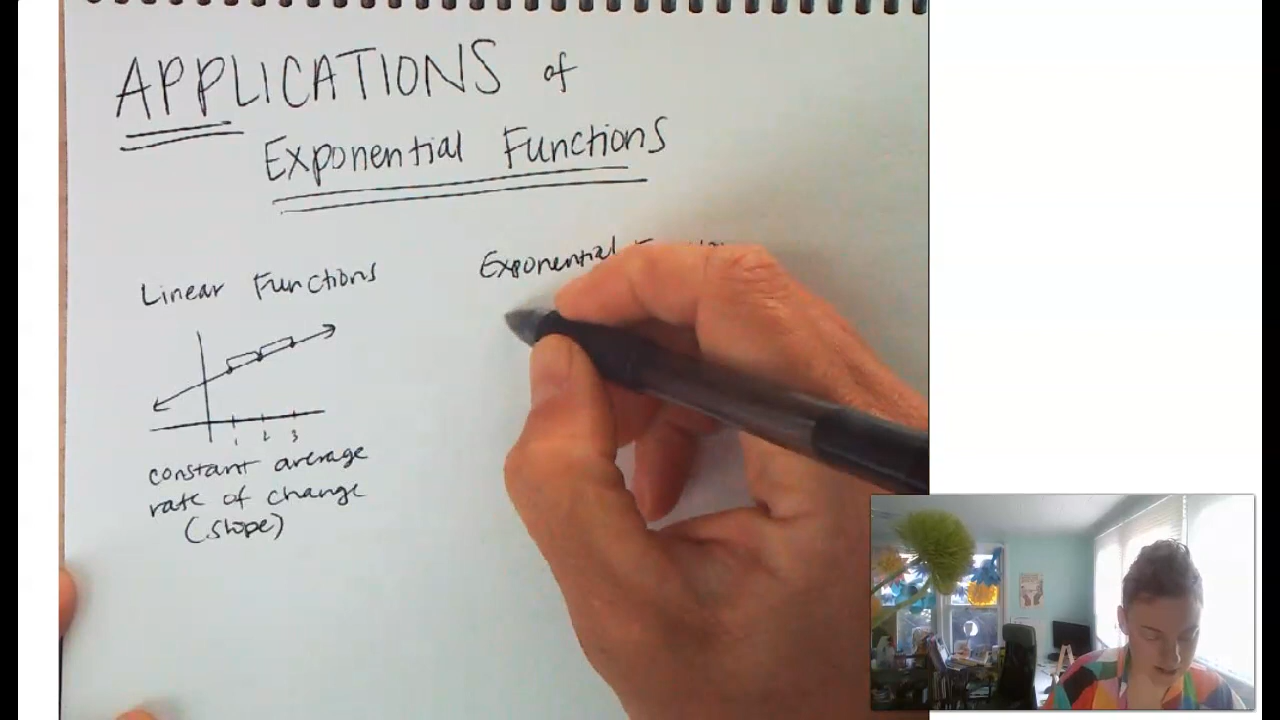 APPLICATIONS of
Exponential Functions
Linear Functions
Exponential
1 2 3
constant average
rate of change
(slope)